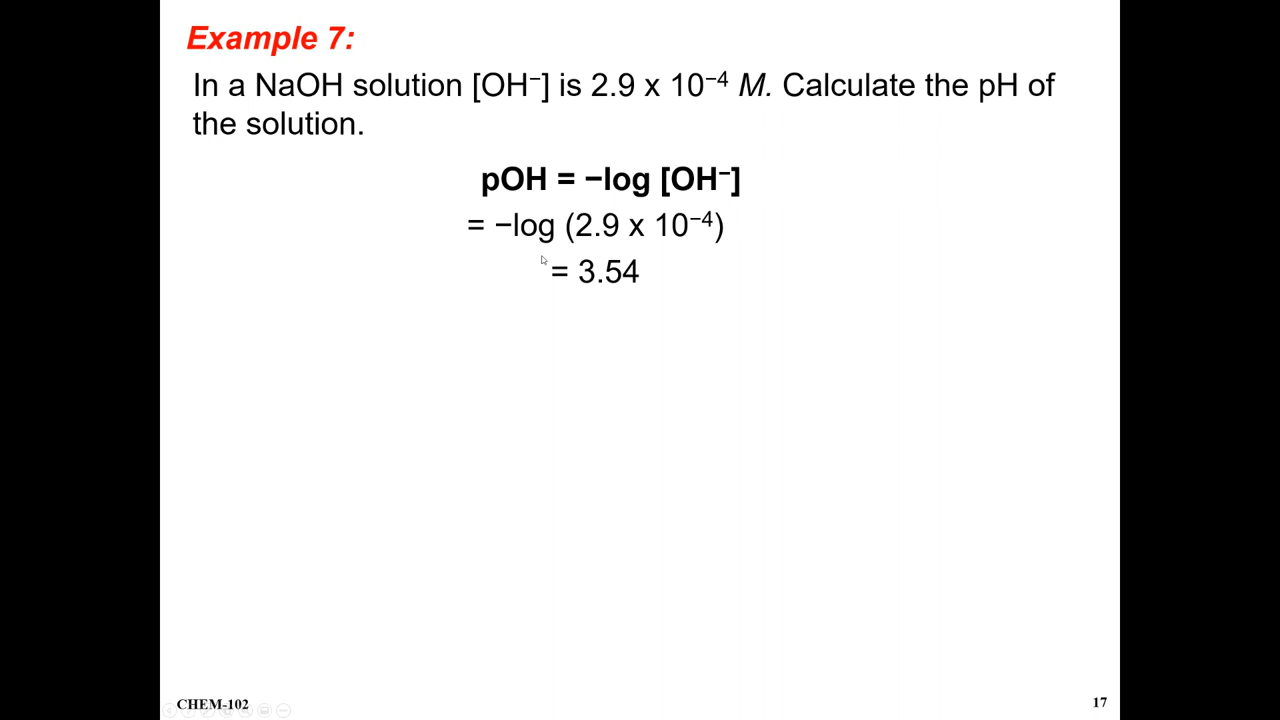 Example 7:
In a NaOH solution [OH⁻] is 2.9 x 10⁻⁴ M. Calculate the pH of
the solution.
pOH = −log [OH⁻]
= −log (2.9 x 10⁻⁴)
= 3.54
CHEM-102
17